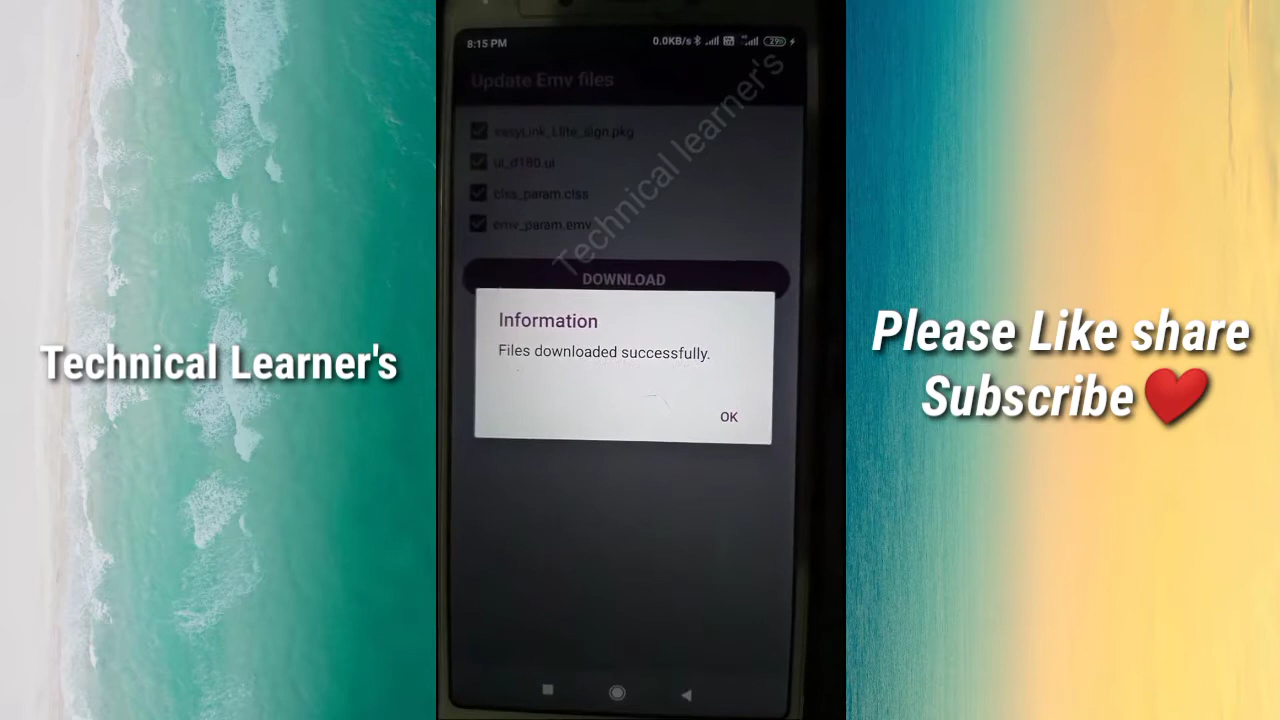 Technical Learner's
8:15 PM
0.0KB/s
29
Update Emv files
easyLink_Llite_sign.pkg
ui_d180.ui
clss_param.clss
emv_param.emv
Technical learner's
DOWNLOAD
Information
Files downloaded successfully.
OK
Please Like share
Subscribe